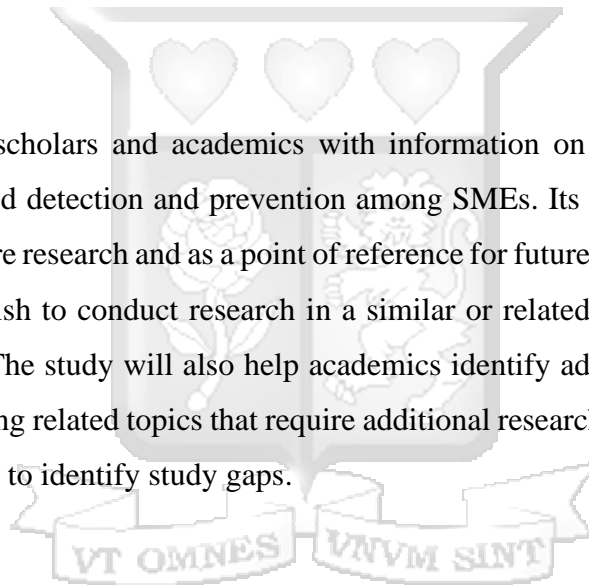 scholars and academics with information on
d detection and prevention among SMEs. Its
re research and as a point of reference for future
sh to conduct research in a similar or related
The study will also help academics identify ad
ng related topics that require additional research
to identify study gaps.
VT OMNES VNVM SINT